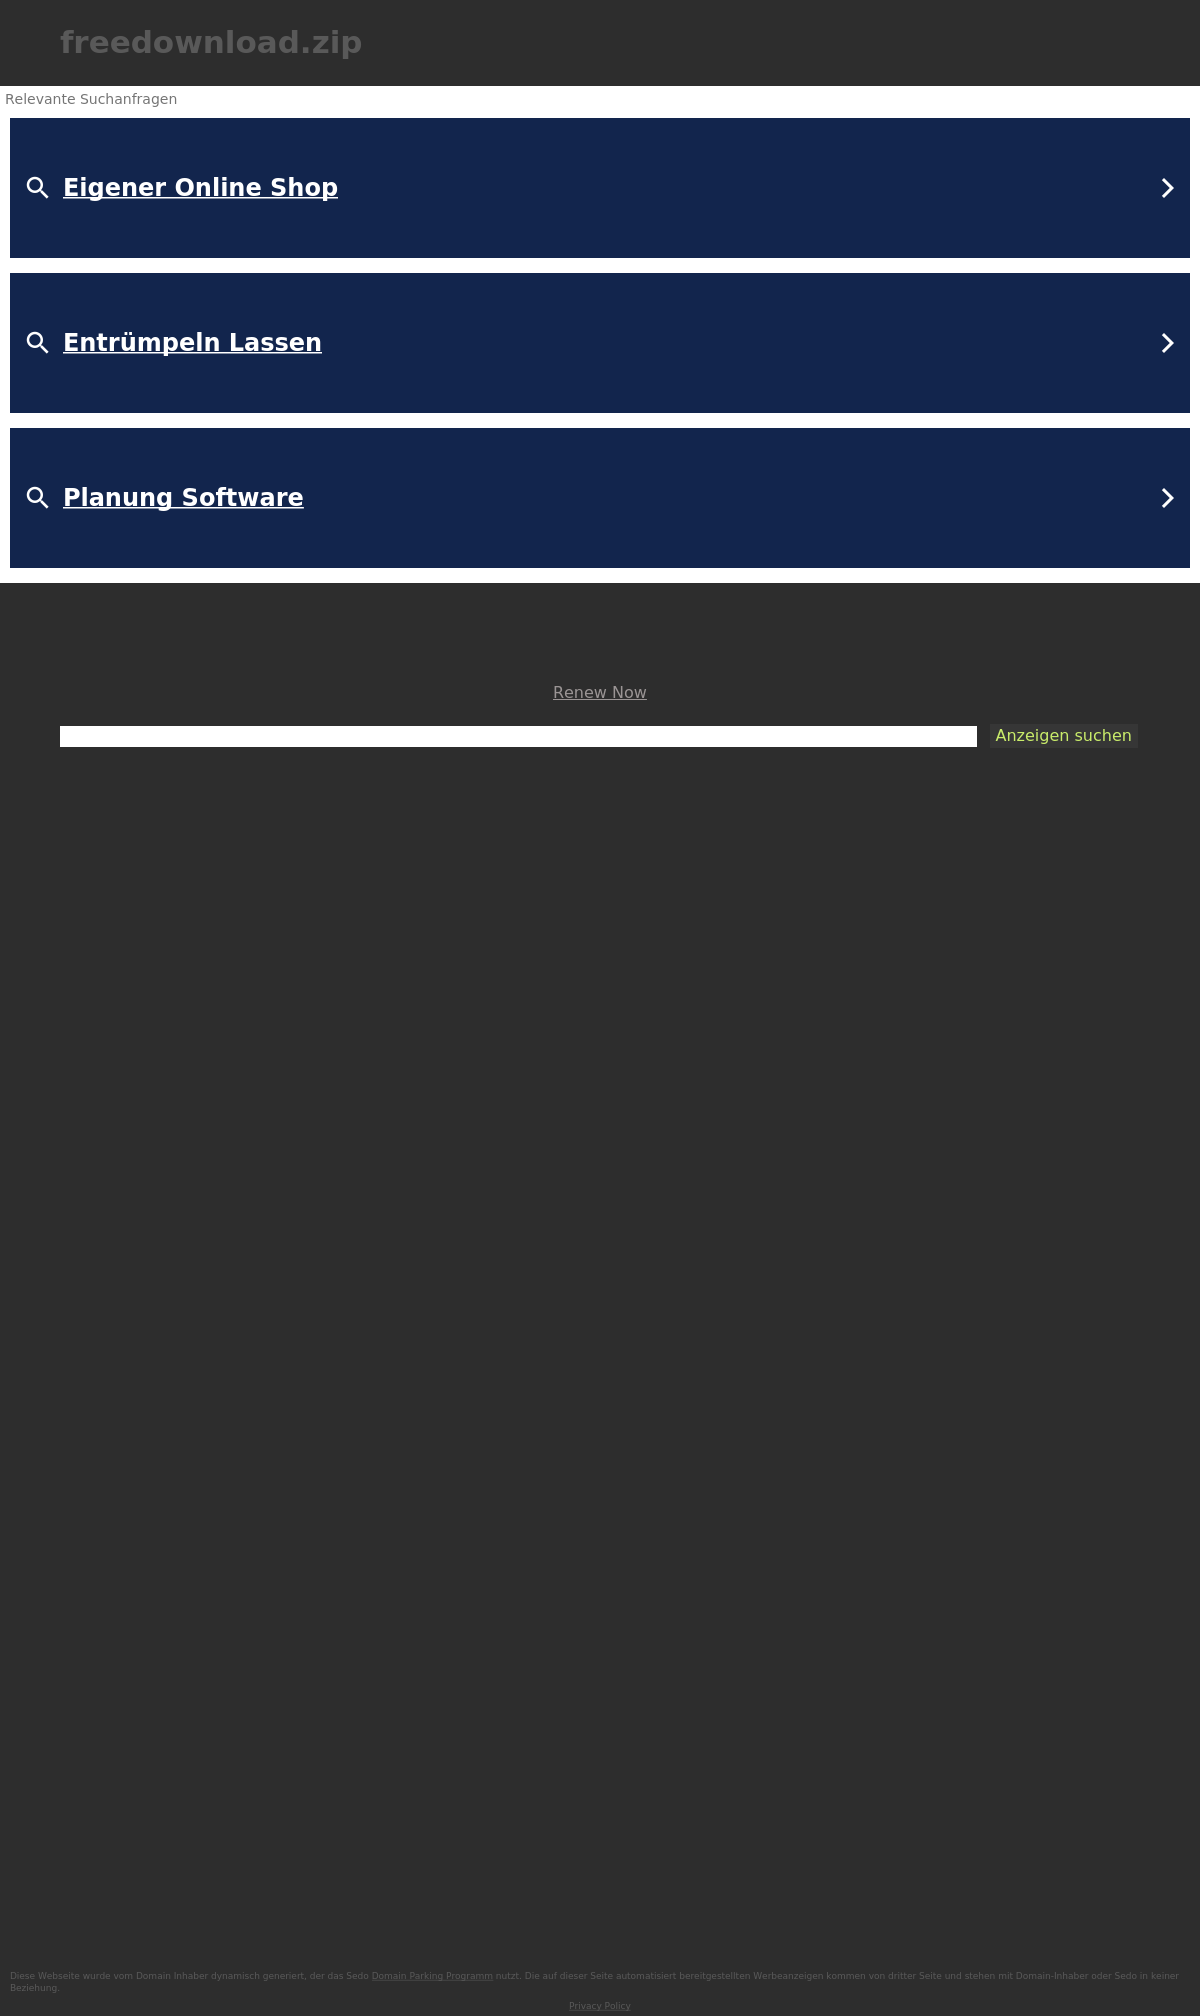 freedownload.zip
Relevante Suchanfragen
Eigener Online Shop
Entrümpeln Lassen
Planung Software
Renew Now
Anzeigen suchen
Diese Webseite wurde vom Domain Inhaber dynamisch generiert, der das Sedo Domain Parking Programm nutzt. Die auf dieser Seite automatisiert bereitgestellten Werbeanzeigen kommen von dritter Seite und stehen mit Domain-Inhaber oder Sedo in keiner
Beziehung.
Privacy Policy